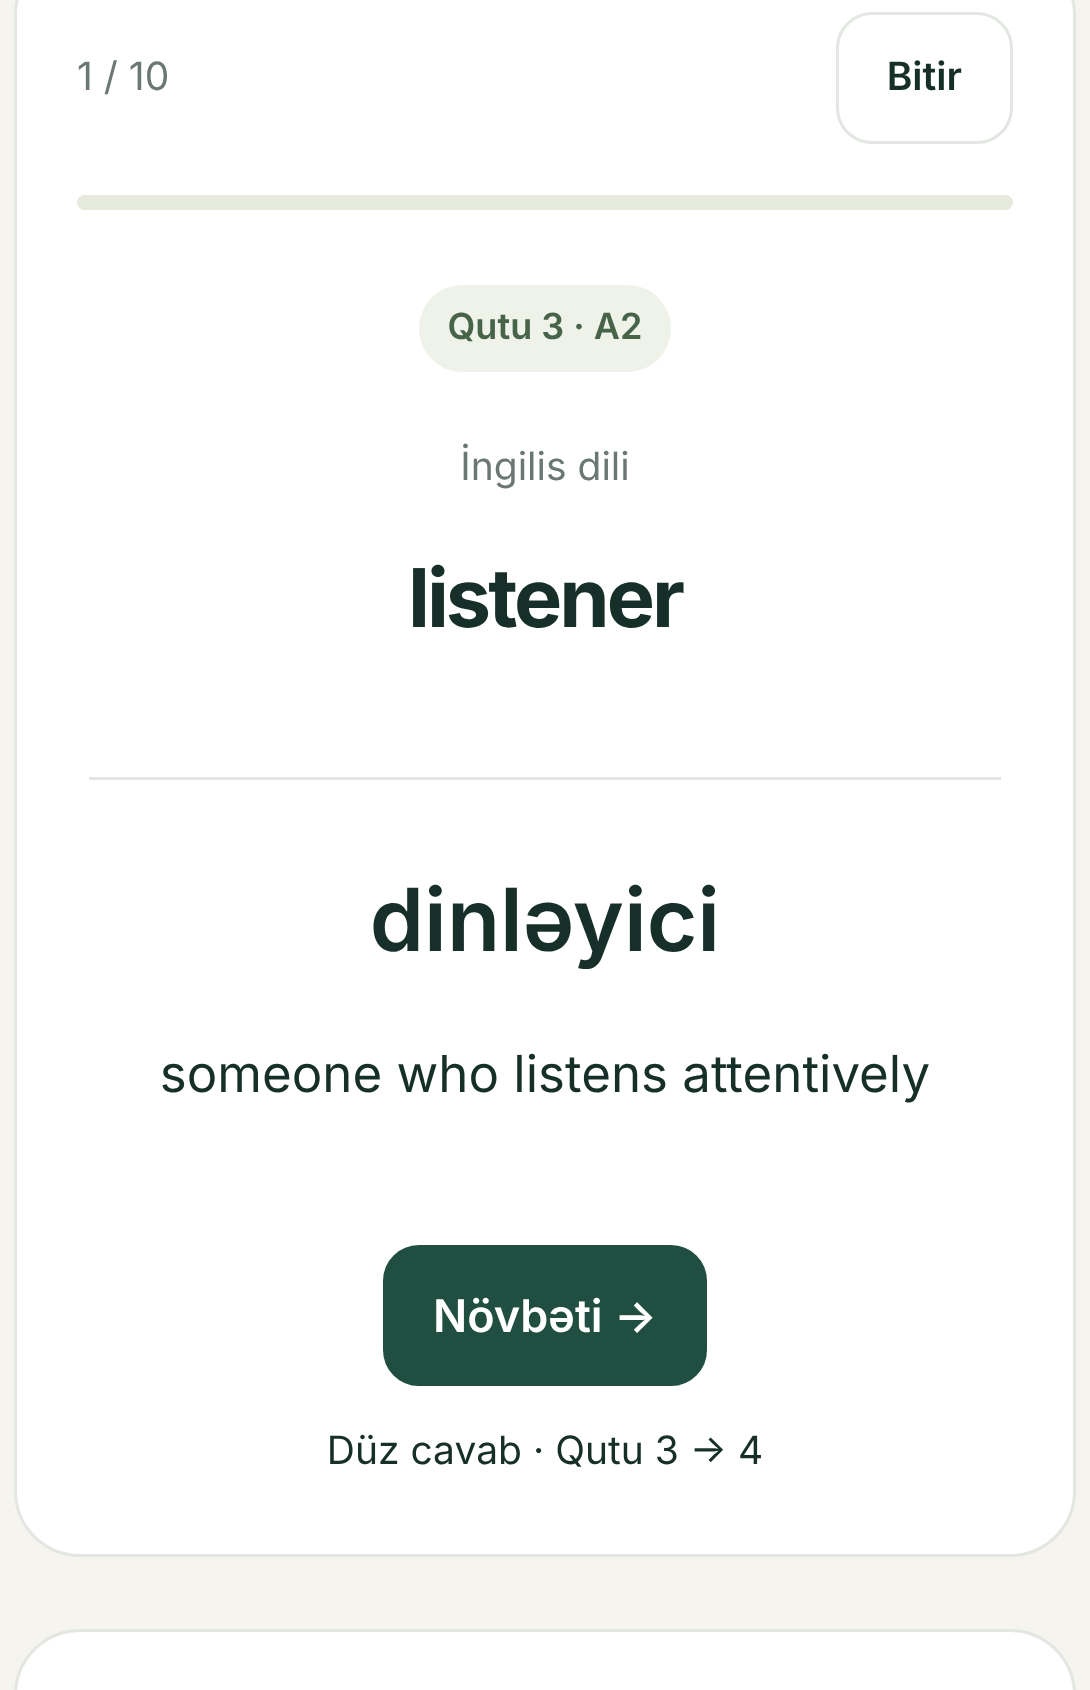 1 / 10
Bitir
Qutu 3 · A2
İngilis dili
listener
dinləyici
someone who listens attentively
Növbəti →
Düz cavab · Qutu 3 → 4